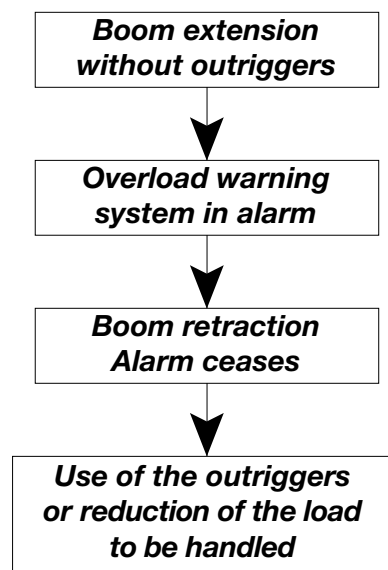 Boom extension
without outriggers
Overload warning
system in alarm
Boom retraction
Alarm ceases
Use of the outriggers
or reduction of the load
to be handled